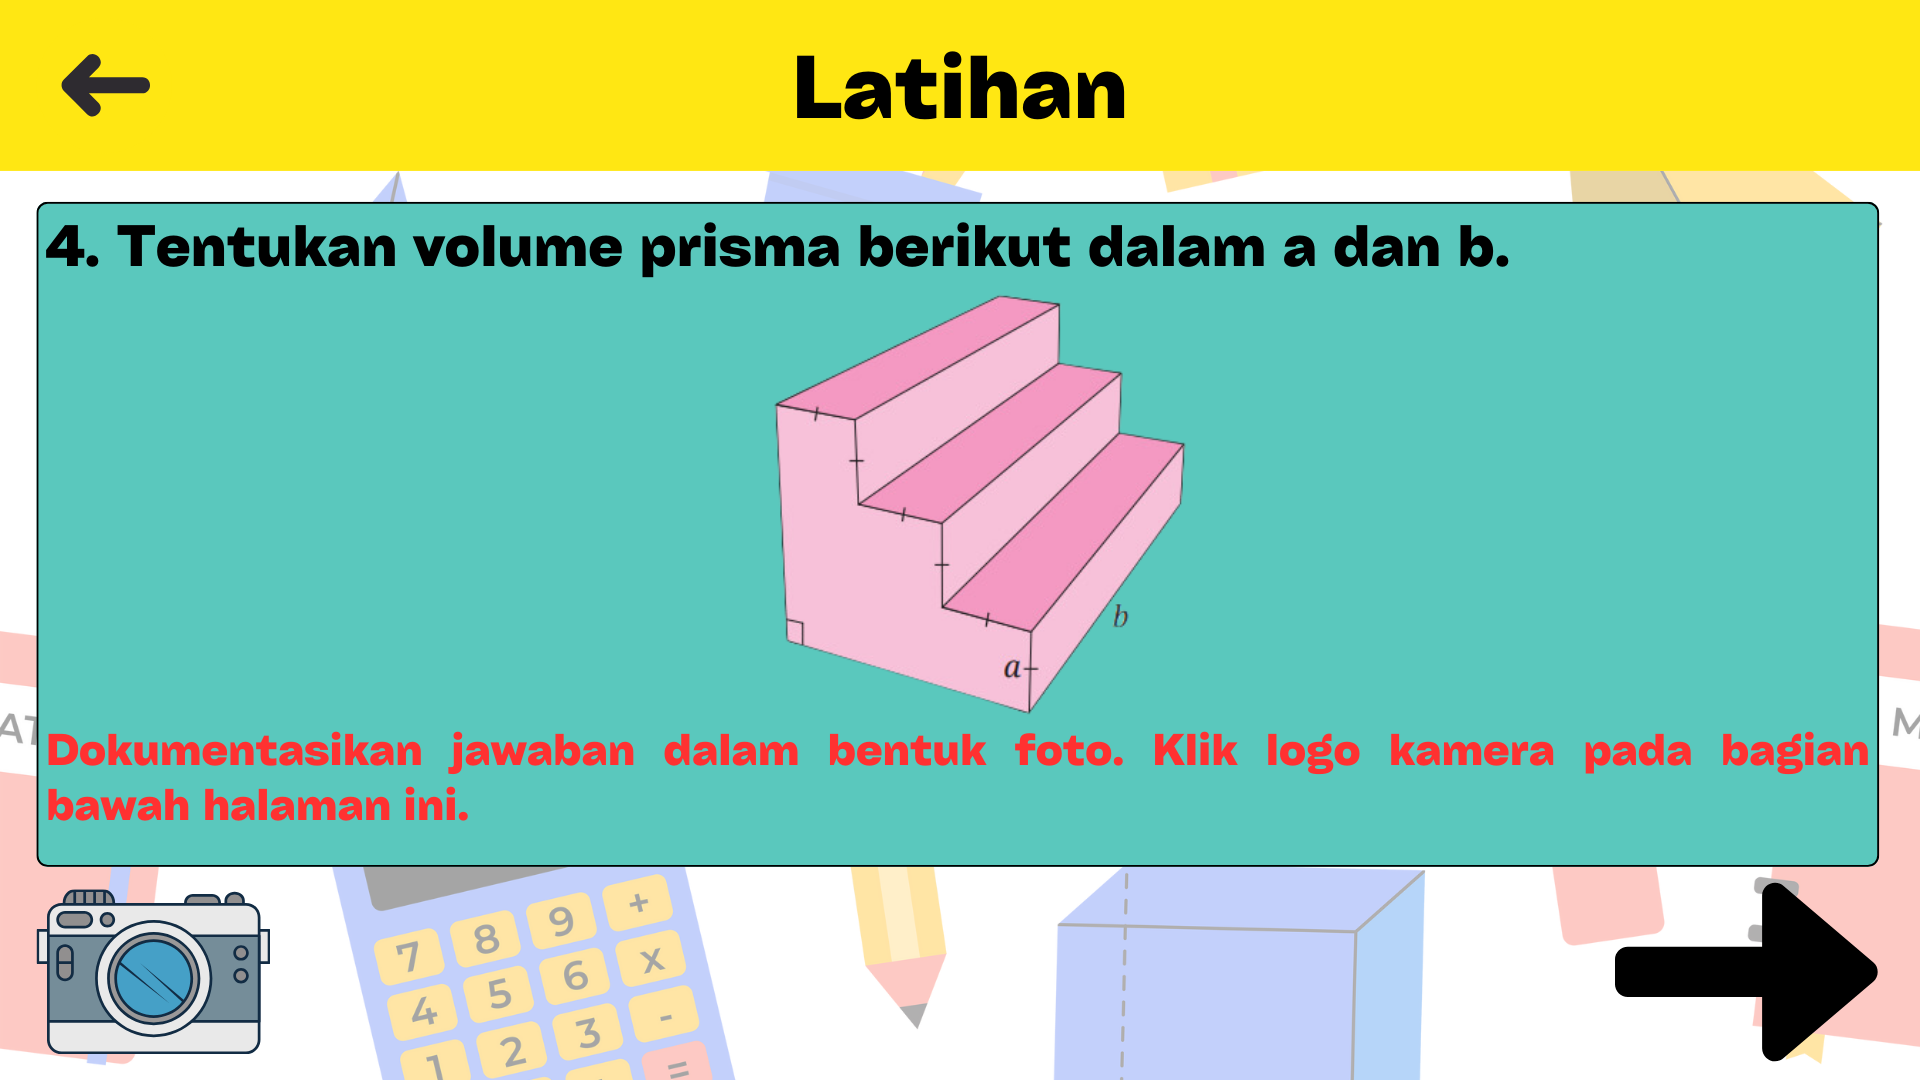 Latihan
4. Tentukan volume prisma berikut dalam a dan b.
b
a
Dokumentasikan jawaban dalam bentuk foto. Klik logo kamera pada bagian
bawah halaman ini.
AT
M
7 8 9 +
4 5 6 x
1 2 3 -
=